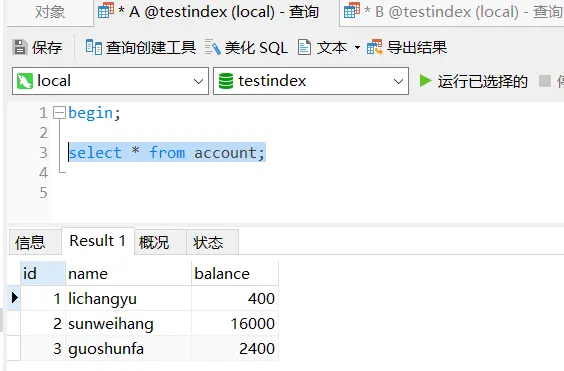 对象
* A @testindex (local) - 查询
* B @testindex (local) - 查询
保存
查询创建工具
美化 SQL
文本
导出结果
local
testindex
运行已选择的
1 begin;
2
3 select * from account;
4
5
信息
Result 1
概况
状态
id name balance
1 lichangyu 400
2 sunweihang 16000
3 guoshunfa 2400